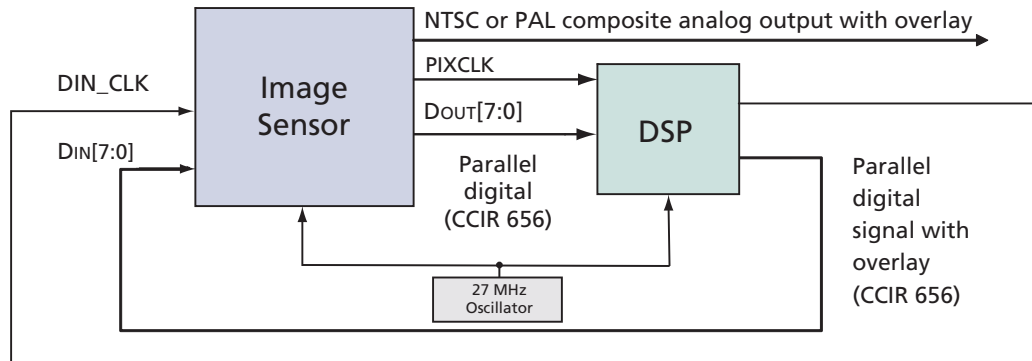 NTSC or PAL composite analog output with overlay
DIN_CLK
Image
Sensor
PIXCLK
DOUT[7:0]
DSP
DIN[7:0]
Parallel
digital
(CCIR 656)
Parallel
digital
signal with
overlay
(CCIR 656)
27 MHz
Oscillator